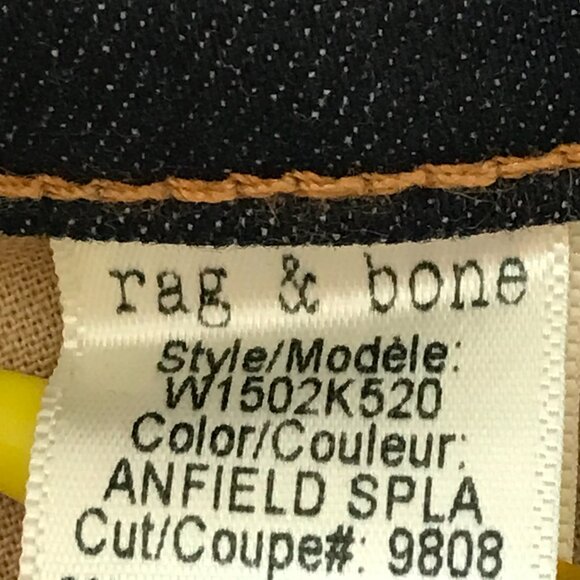 rag & bone
Style/Modèle:
W1502K520
Color/Couleur:
ANFIELD SPLA
Cut/Coupe#: 9808